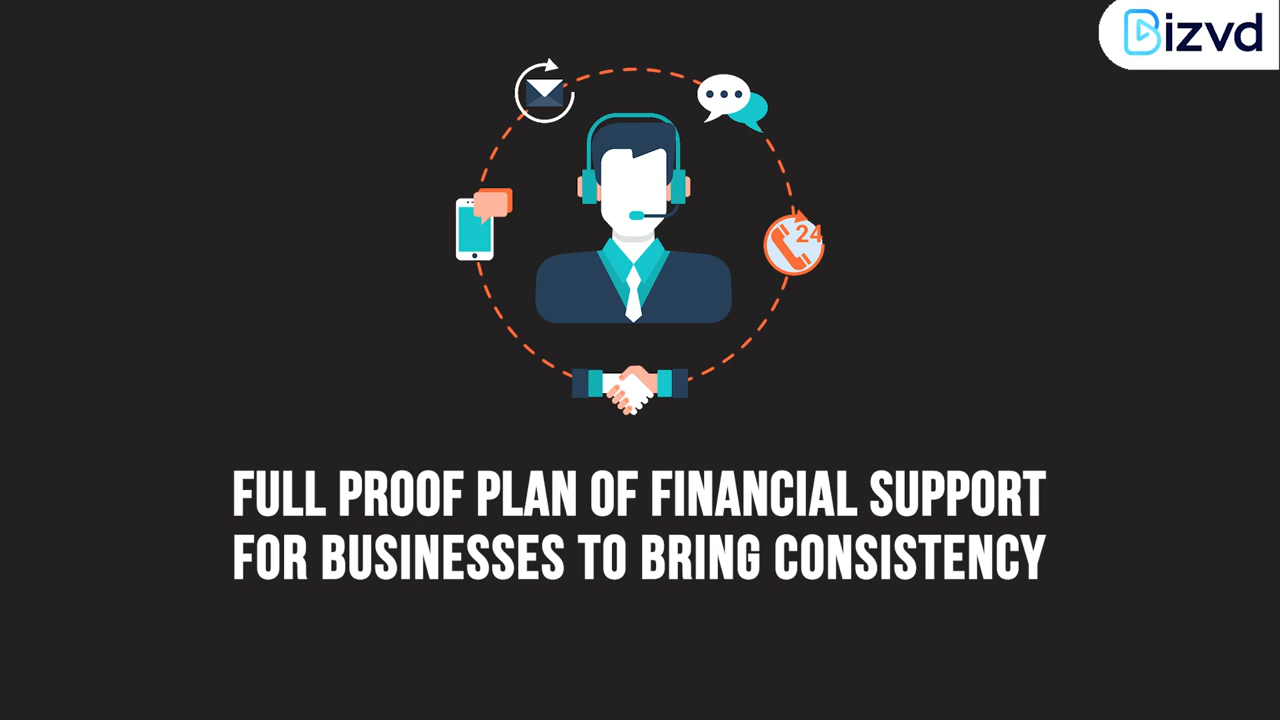 Bizvd
24
FULL PROOF PLAN OF FINANCIAL SUPPORT
FOR BUSINESSES TO BRING CONSISTENCY